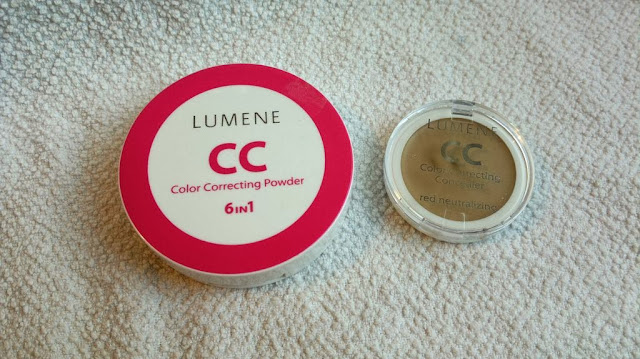 LUMENE
CC
Color Correcting Powder
6IN1
LUMENE
CC
Color Correcting
Concealer
red neutralizing